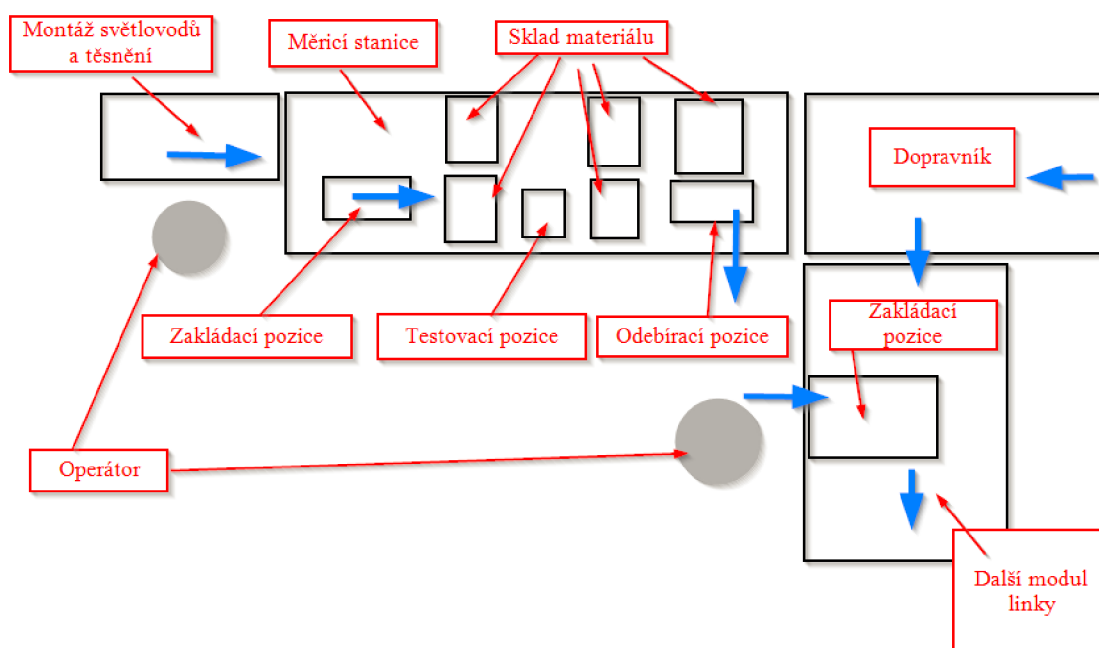 Montáž světlovodů
a těsnění
Měricí stanice
Sklad materiálu
Dopravník
Zakládací pozice
Testovací pozice
Odebírací pozice
Zakládací
pozice
Operátor
Další modul
linky